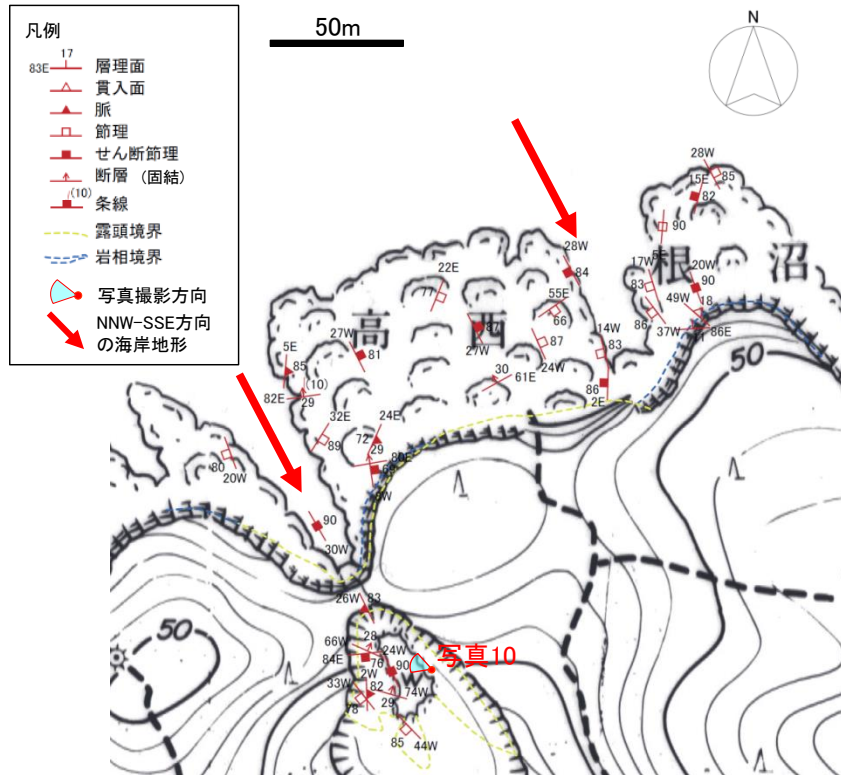 凡例
17
83E
層理面
貫入面
脈
節理
せん断節理
断層 (固結)
(10)
条線
露頭境界
岩相境界
写真撮影方向
NNW-SSE方向
の海岸地形
50m
N
28W
85
15E
82
90
17W
83
20W
90
49W
18
86
37W
86E
根
沼
28W
84
22E
77
55E
66
87
27W
87
24W
14W
83
86
2E
30
61E
高
西
27W
81
5E
85
(10)
82E
29
32E
89
24E
72
29
80E
80
20W
90
30W
50
50
26W
83
66W
28
84E
76
24W
90
2W
33W
82
78
29
74W
85
44W
写真10